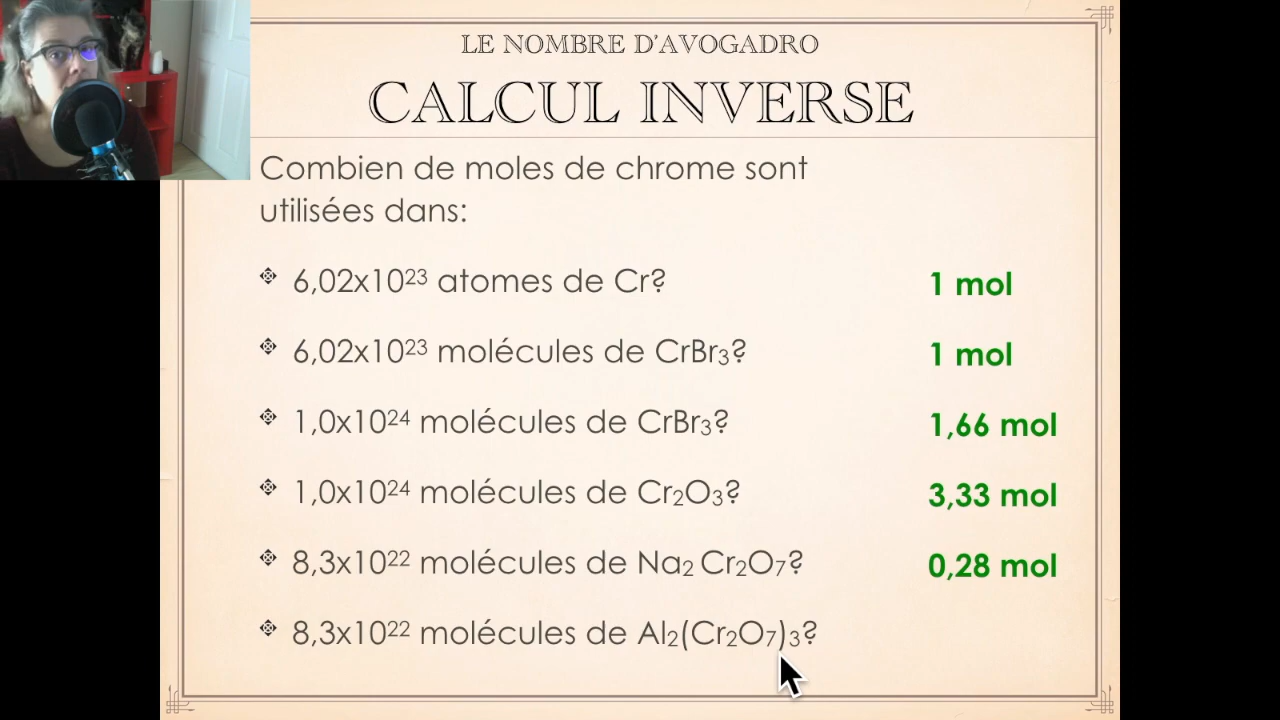 LE NOMBRE D'AVOGADRO
CALCUL INVERSE
Combien de moles de chrome sont
utilisées dans:
6,02x10²³ atomes de Cr? 1 mol
6,02x10²³ molécules de CrBr₃? 1 mol
1,0x10²⁴ molécules de CrBr₃? 1,66 mol
1,0x10²⁴ molécules de Cr₂O₃? 3,33 mol
8,3x10²² molécules de Na₂ Cr₂O₇? 0,28 mol
8,3x10²² molécules de Al₂(Cr₂O₇)₃?